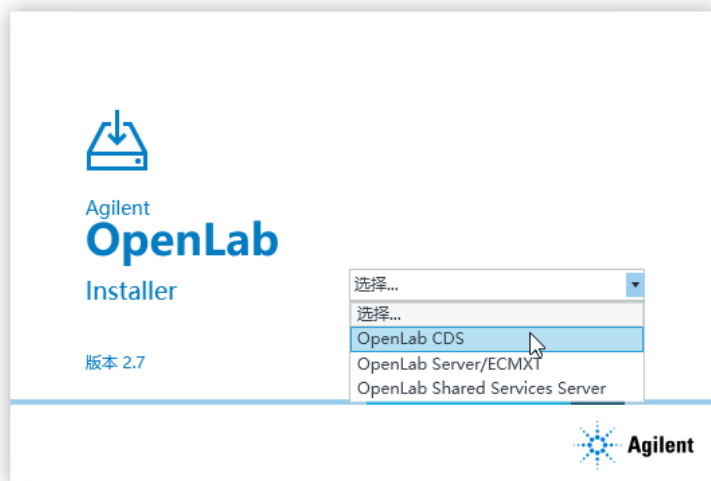 Agilent
OpenLab
Installer
版本 2.7
选择...
选择...
OpenLab CDS
OpenLab Server/ECMXT
OpenLab Shared Services Server
Agilent